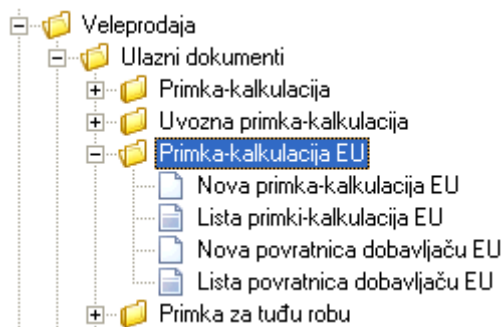 Veleprodaja
Ulazni dokumenti
Primka-kalkulacija
Uvozna primka-kalkulacija
Primka-kalkulacija EU
Nova primka-kalkulacija EU
Lista primki-kalkulacija EU
Nova povratnica dobavljaču EU
Lista povratnica dobavljaču EU
Primka za tuđu robu